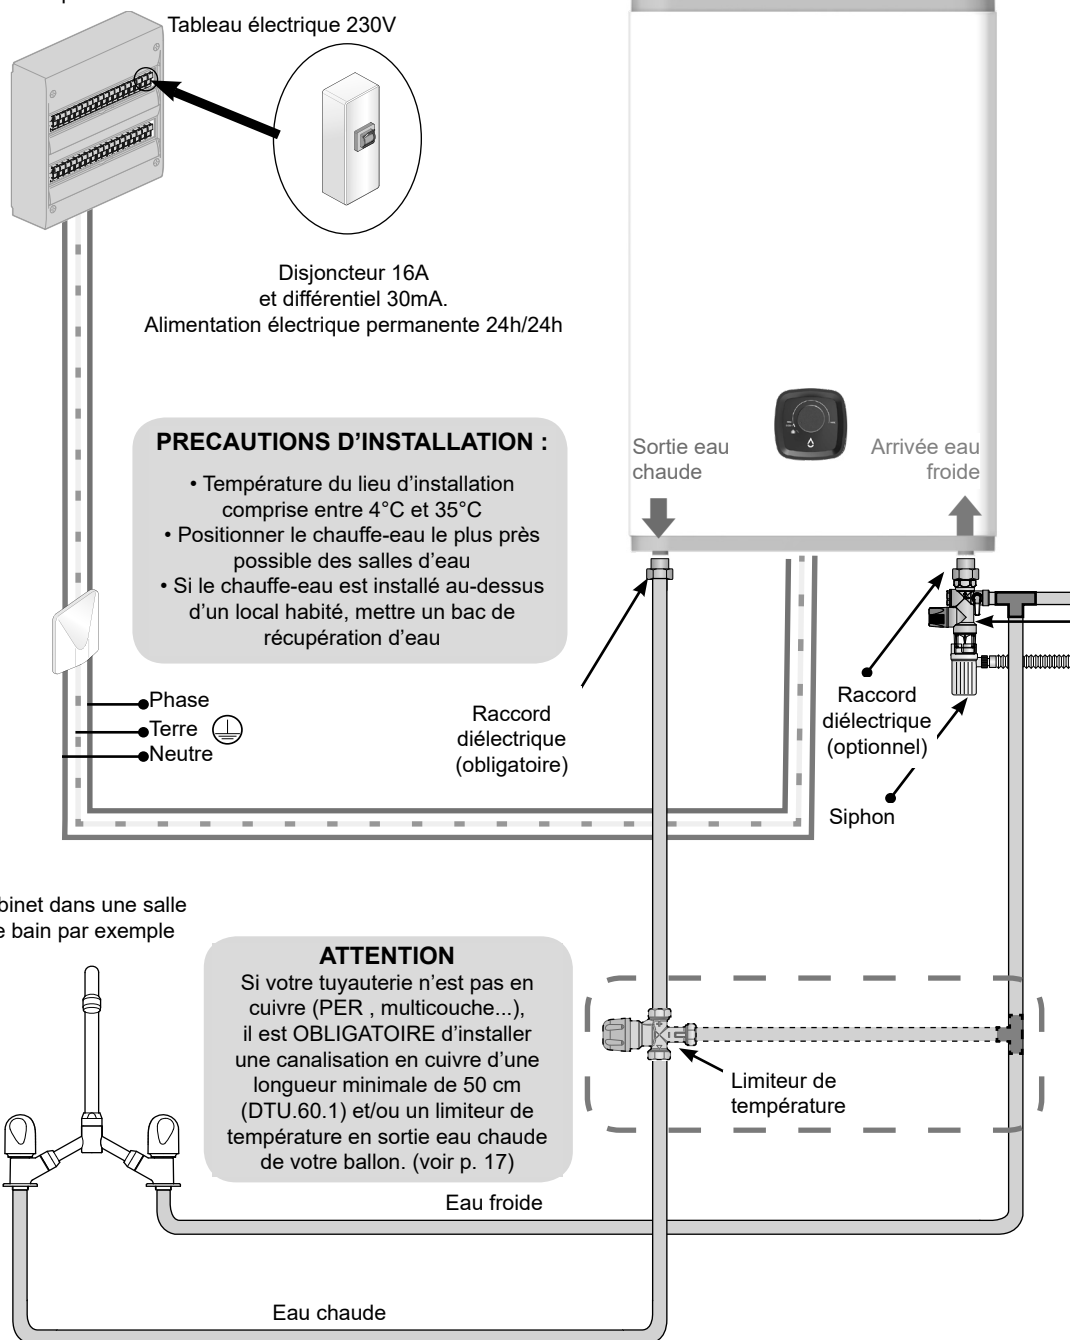 Tableau électrique 230V
Disjoncteur 16A
et différentiel 30mA.
Alimentation électrique permanente 24h/24h
PRECAUTIONS D’INSTALLATION :
• Température du lieu d’installation
comprise entre 4°C et 35°C
• Positionner le chauffe-eau le plus près
possible des salles d’eau
• Si le chauffe-eau est installé au-dessus
d’un local habité, mettre un bac de
récupération d’eau
Sortie eau
chaude
Arrivée eau
froide
Phase
Terre
Neutre
Raccord
diélectrique
(obligatoire)
Raccord
diélectrique
(optionnel)
Siphon
binet dans une salle
e bain par exemple
ATTENTION
Si votre tuyauterie n’est pas en
cuivre (PER , multicouche...),
il est OBLIGATOIRE d’installer
une canalisation en cuivre d’une
longueur minimale de 50 cm
(DTU.60.1) et/ou un limiteur de
température en sortie eau chaude
de votre ballon. (voir p. 17)
Limiteur de
température
Eau froide
Eau chaude